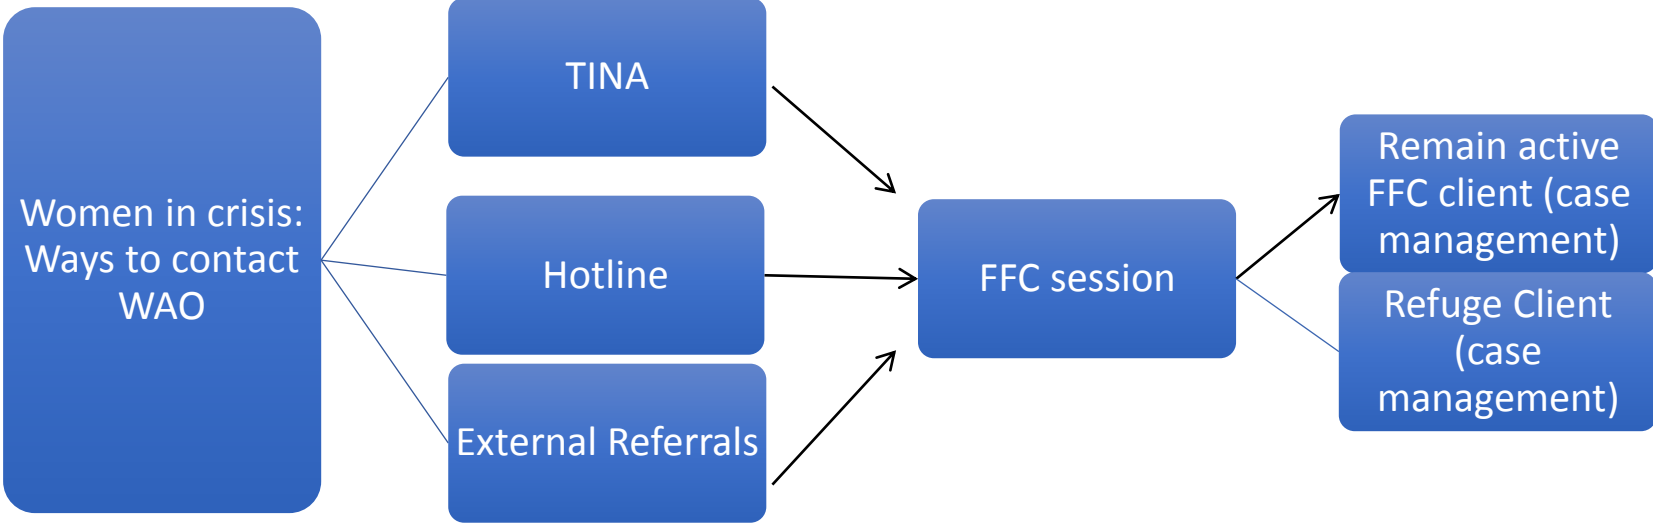 Women in crisis:
Ways to contact
WAO
TINA
Hotline
External Referrals
FFC session
Remain active
FFC client (case
management)
Refuge Client
(case
management)